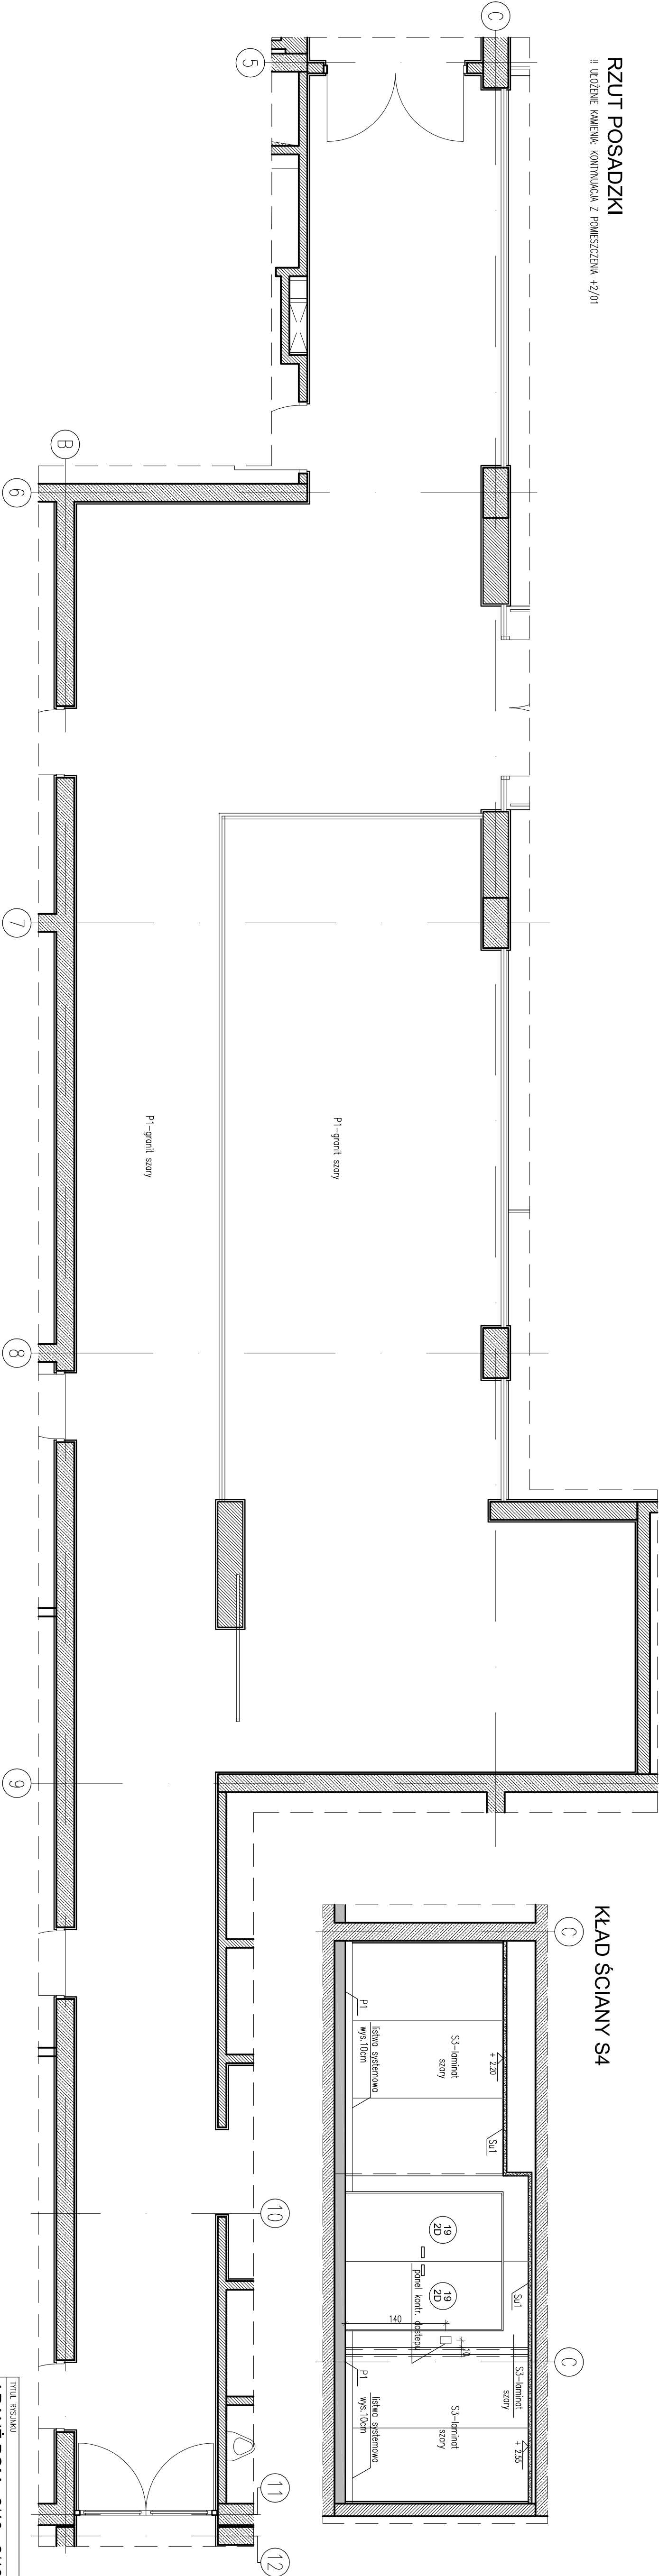 RZUT POSADZKI
!! UŁOŻENIE KAMIENIA: KONTYNUACJA Z POMIESZCZENIA +2/01
C
5
B
6
7
8
9
10
11
12
P1-granit szary
P1-granit szary
KŁAD ŚCIANY S4
C
C
+ 2.20
S3-laminat
szary
P1
listwa systemowa
wys.10cm
Su1
19
2D
19
2D
panel kontr. dostępu
140
10
Su1
S3-laminat
szary
+ 2.55
S3-laminat
szary
P1
listwa systemowa
wys.10cm
TYTUŁ RYSUNKU